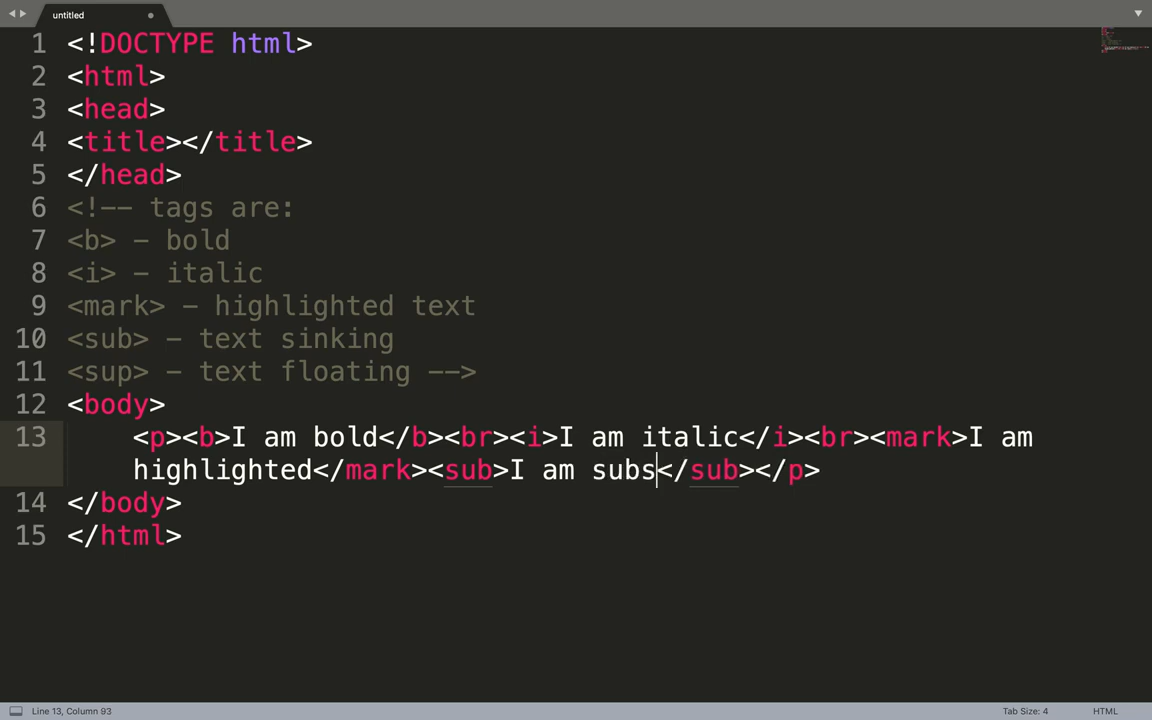 untitled
1 <!DOCTYPE html>
2 <html>
3 <head>
4 <title></title>
5 </head>
6 <!-- tags are:
7 <b> - bold
8 <i> - italic
9 <mark> - highlighted text
10 <sub> - text sinking
11 <sup> - text floating -->
12 <body>
13 <p><b>I am bold</b><br><i>I am italic</i><br><mark>I am
highlighted</mark><sub>I am subs</sub></p>
14 </body>
15 </html>
Line 13, Column 93 Tab Size: 4 HTML